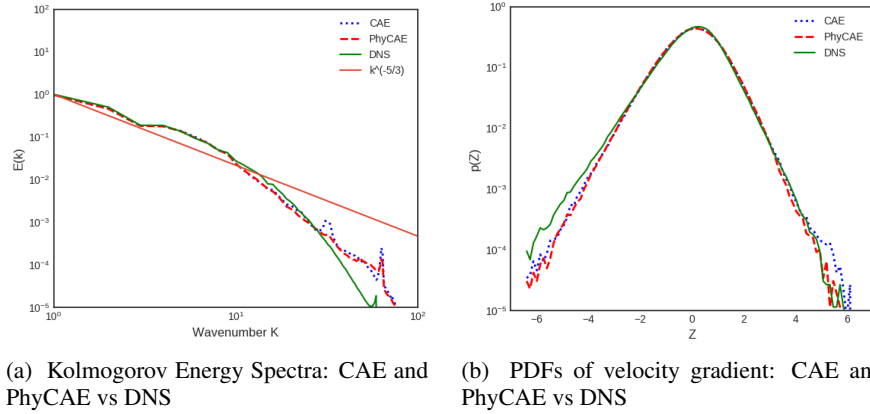 10^2
10^1
10^0
10^-1
10^-2
10^-3
10^-4
10^-5
E(k)
10^0
10^1
10^2
Wavenumber K
CAE
PhyCAE
DNS
k^(-5/3)
(a) Kolmogorov Energy Spectra: CAE and
PhyCAE vs DNS
10^0
10^-1
10^-2
10^-3
10^-4
10^-5
p(Z)
−6
−4
−2
0
2
4
6
Z
CAE
PhyCAE
DNS
(b) PDFs of velocity gradient: CAE an
PhyCAE vs DNS